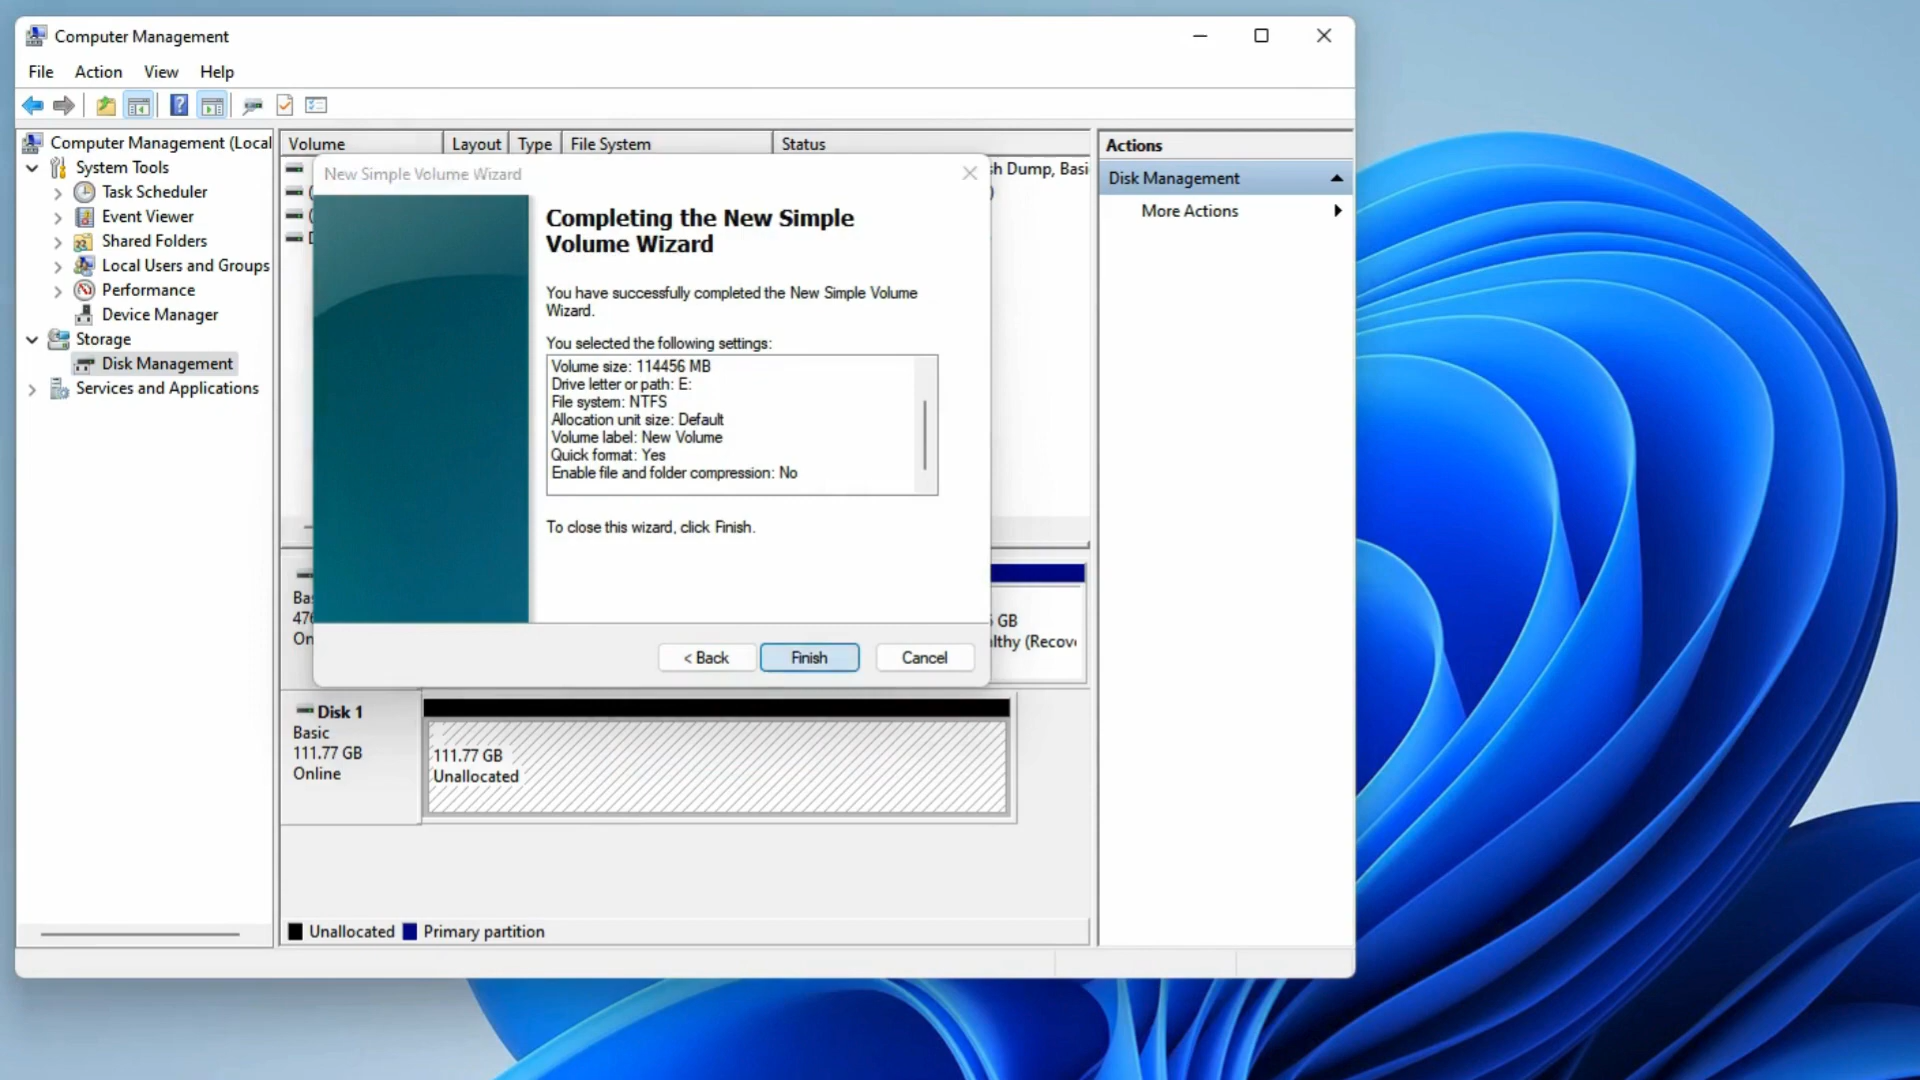 Computer Management
File Action View Help
Computer Management (Local
System Tools
Task Scheduler
Event Viewer
Shared Folders
Local Users and Groups
Performance
Device Manager
Storage
Disk Management
Services and Applications
Volume Layout Type File System Status
sh Dump, Basi
New Simple Volume Wizard
Completing the New Simple
Volume Wizard
You have successfully completed the New Simple Volume
Wizard.
You selected the following settings:
Volume size: 114456 MB
Drive letter or path: E:
File system: NTFS
Allocation unit size: Default
Volume label: New Volume
Quick format: Yes
Enable file and folder compression: No
To close this wizard, click Finish.
< Back Finish Cancel
Bas
476
On
GB
lthy (Recov
Disk 1
Basic
111.77 GB
Online
111.77 GB
Unallocated
Unallocated Primary partition
Actions
Disk Management
More Actions